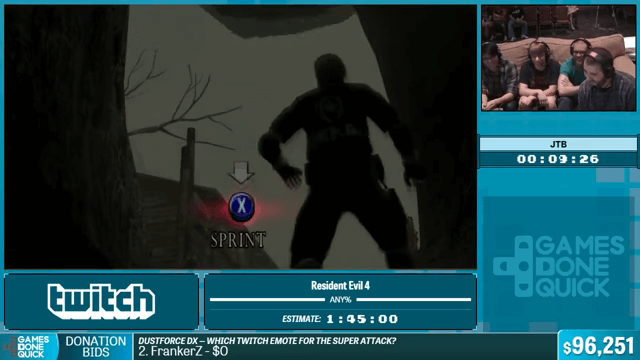 X
SPRINT
JTB
00:09:26
GAMES
DONE
QUICK
twitch
Resident Evil 4
ANY%
ESTIMATE: 1:45:00
GAMES
DONE
QUICK
DONATION
BIDS
DUSTFORCE DX – WHICH TWITCH EMOTE FOR THE SUPER ATTACK?
2. FrankerZ - $0
$96,251